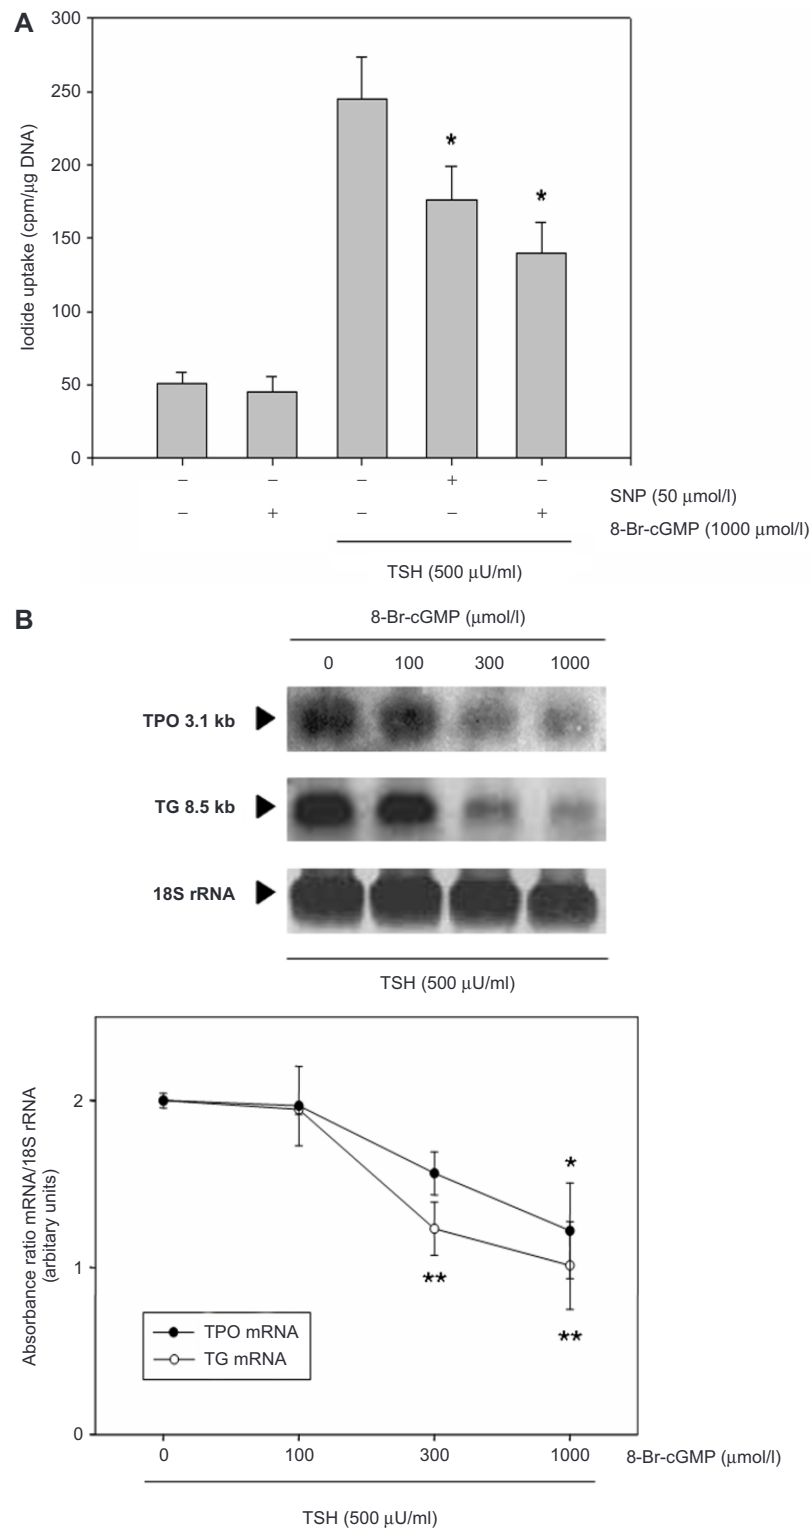 A
300
250
200
150
100
50
0
Iodide uptake (cpm/μg DNA)
* *
– – – + – SNP (50 μmol/l)
– + – – + 8-Br-cGMP (1000 μmol/l)
TSH (500 μU/ml)
B
8-Br-cGMP (μmol/l)
0 100 300 1000
TPO 3.1 kb
TG 8.5 kb
18S rRNA
TSH (500 μU/ml)
Absorbance ratio mRNA/18S rRNA
(arbitary units)
2
1
0
*
**
**
TPO mRNA
TG mRNA
0 100 300 1000 8-Br-cGMP (μmol/l)
TSH (500 μU/ml)